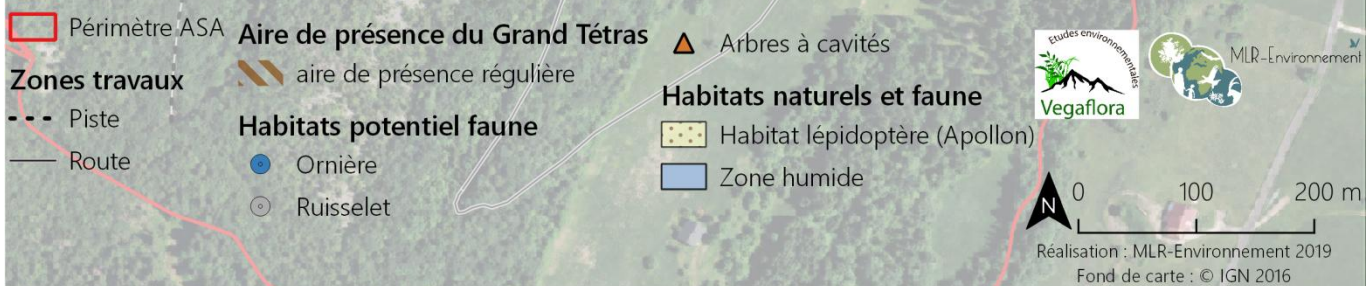 Périmètre ASA
Zones travaux
Piste
Route
Aire de présence du Grand Tétras
aire de présence régulière
Habitats potentiel faune
Ornière
Ruisselet
Arbres à cavités
Habitats naturels et faune
Habitat lépidoptère (Apollon)
Zone humide
Etudes environnementales
Vegaflora
MLR-Environnement
N
0 100 200 m
Réalisation : MLR-Environnement 2019
Fond de carte : © IGN 2016